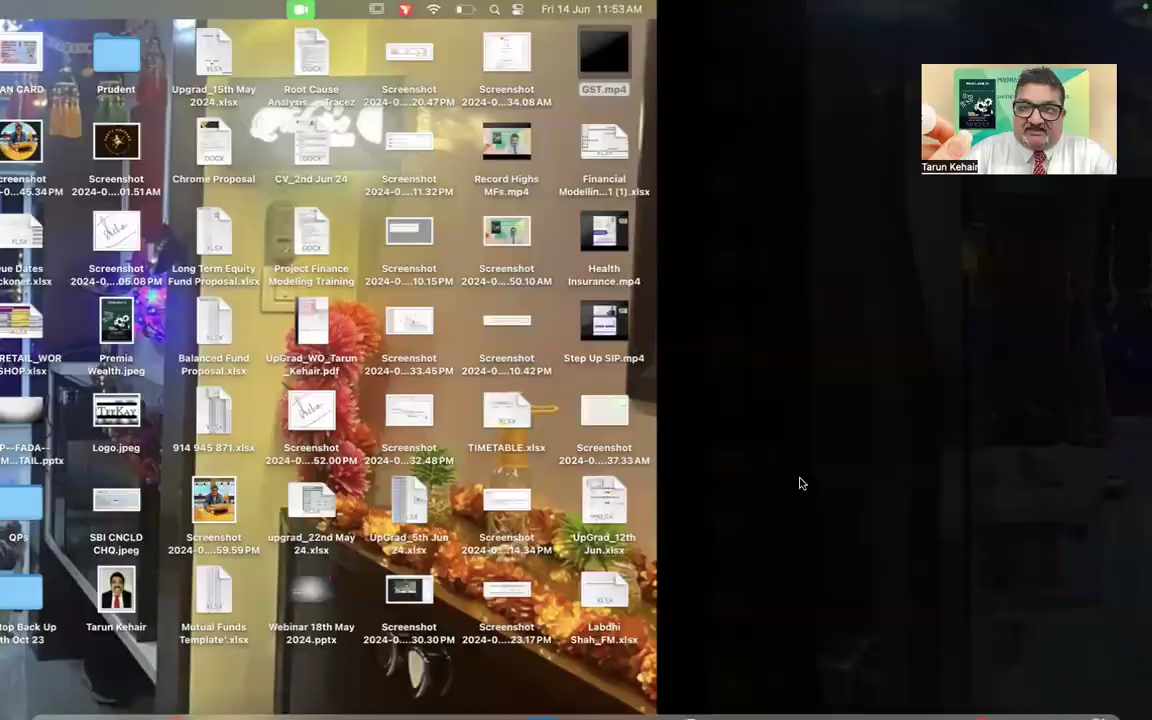 Fri 14 Jun 11:53 AM
AN CARD
Prudent
Upgrad_15th May
2024.xlsx
Root Cause
Analysis_...Tracez
Screenshot
2024-0....20.47 PM
Screenshot
2024-0....34.08 AM
GST.mp4
creenshot
4-0....45.34 PM
Screenshot
2024-0....01.51 AM
Chrome Proposal
CV_2nd Jun 24
Screenshot
2024-0....11.32 PM
Record Highs
MFs.mp4
Financial
Modellin...1 (1).xlsx
ue Dates
ckoner.xlsx
Screenshot
2024-0....05.08 PM
Long Term Equity
Fund Proposal.xlsx
Project Finance
Modeling Training
Screenshot
2024-0....10.15 PM
Screenshot
2024-0....50.10 AM
Health
Insurance.mp4
RETAIL_WOR
SHOP.xlsx
Premia
Wealth.jpeg
Balanced Fund
Proposal.xlsx
UpGrad_WO_Tarun
_Kehair.pdf
Screenshot
2024-0....33.45 PM
Screenshot
2024-0....10.42 PM
Step Up SIP.mp4
P--FADA--
M...TAIL.pptx
TEEKAY
Logo.jpeg
914 945 871.xlsx
Screenshot
2024-0....52.00 PM
Screenshot
2024-0....32.48 PM
TIMETABLE.xlsx
Screenshot
2024-0....37.33 AM
QPs
SBI CNCLD
CHQ.jpeg
Screenshot
2024-0....59.59 PM
upgrad_22nd May
24.xlsx
UpGrad_5th Jun
24.xlsx
Screenshot
2024-0....14.34 PM
UpGrad_12th
Jun.xlsx
top Back Up
th Oct 23
Tarun Kehair
Mutual Funds
Template'.xlsx
Webinar 18th May
2024.pptx
Screenshot
2024-0....30.30 PM
Screenshot
2024-0....23.17 PM
Labdhi
Shah_FM.xlsx
Tarun Kehair